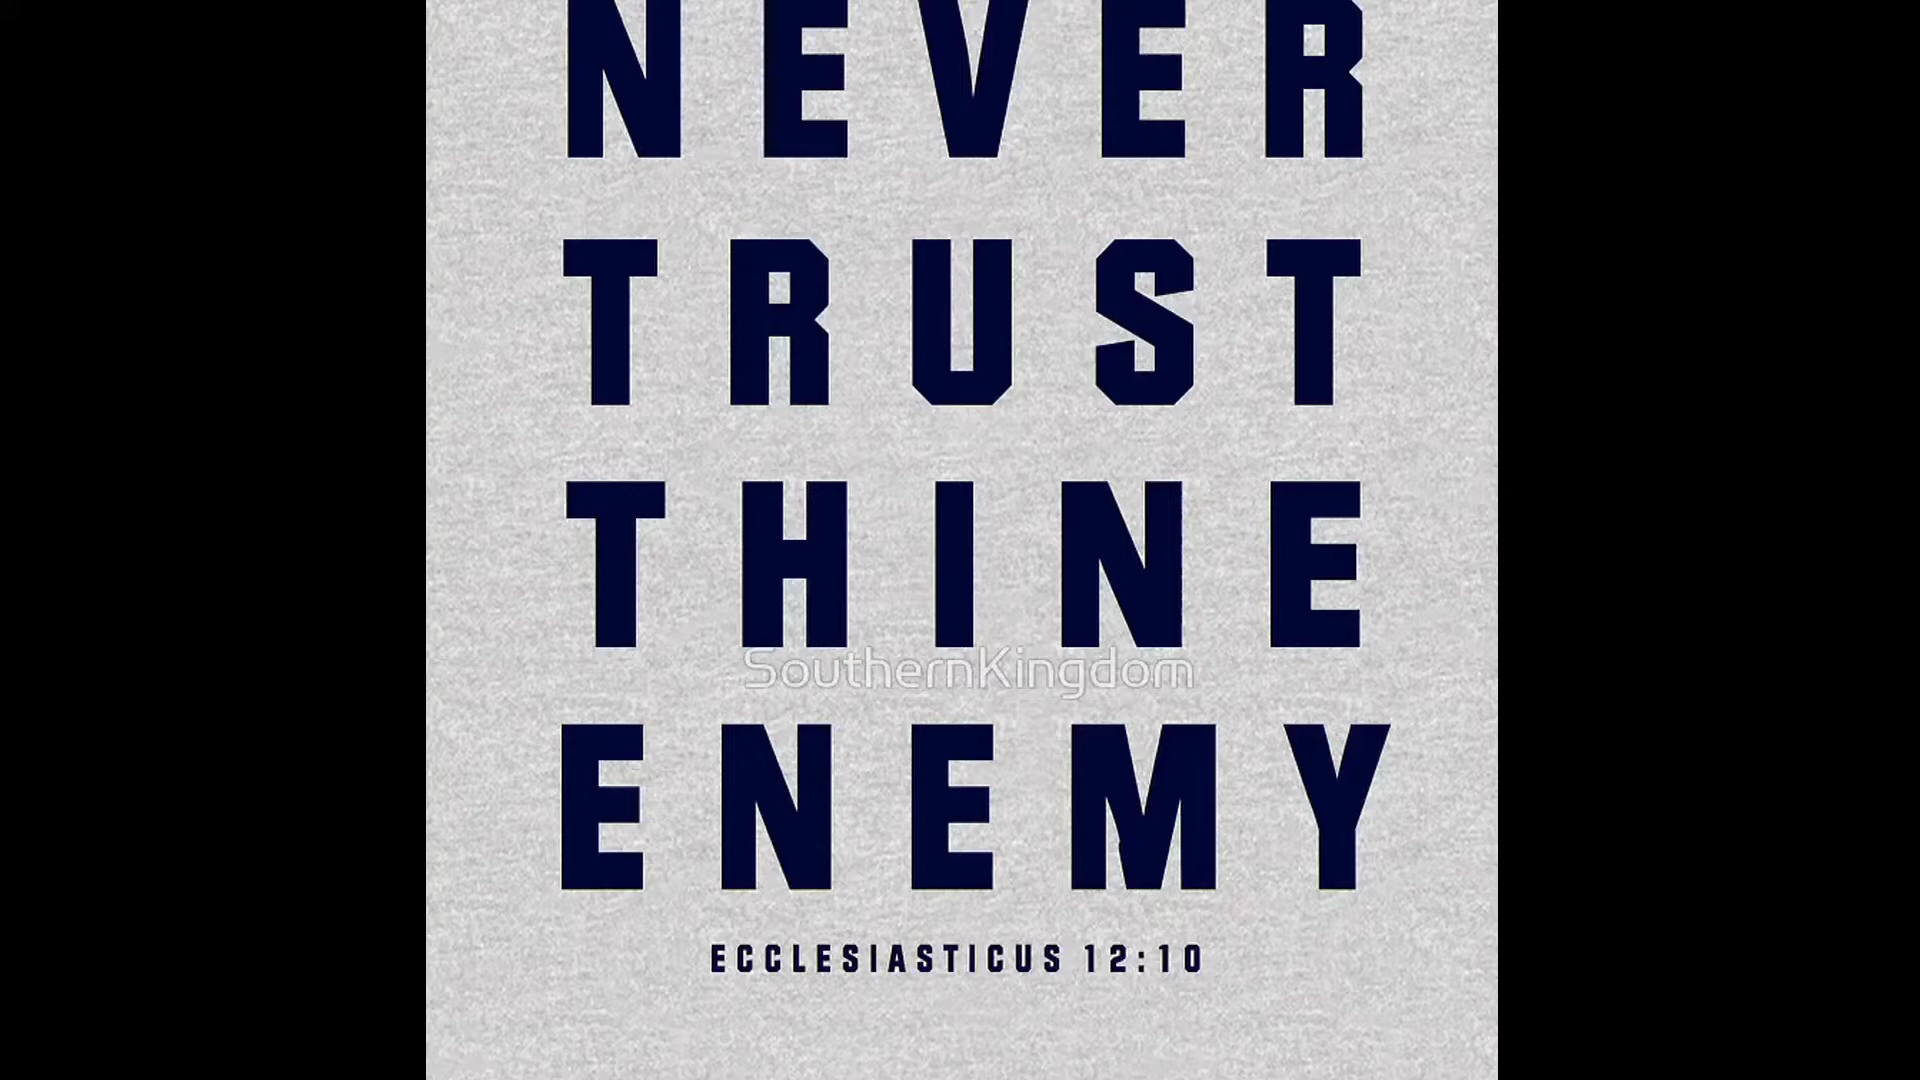 NEVER
TRUST
THINE
SouthernKingdom
ENEMY
ECCLESIASTICUS 12:10